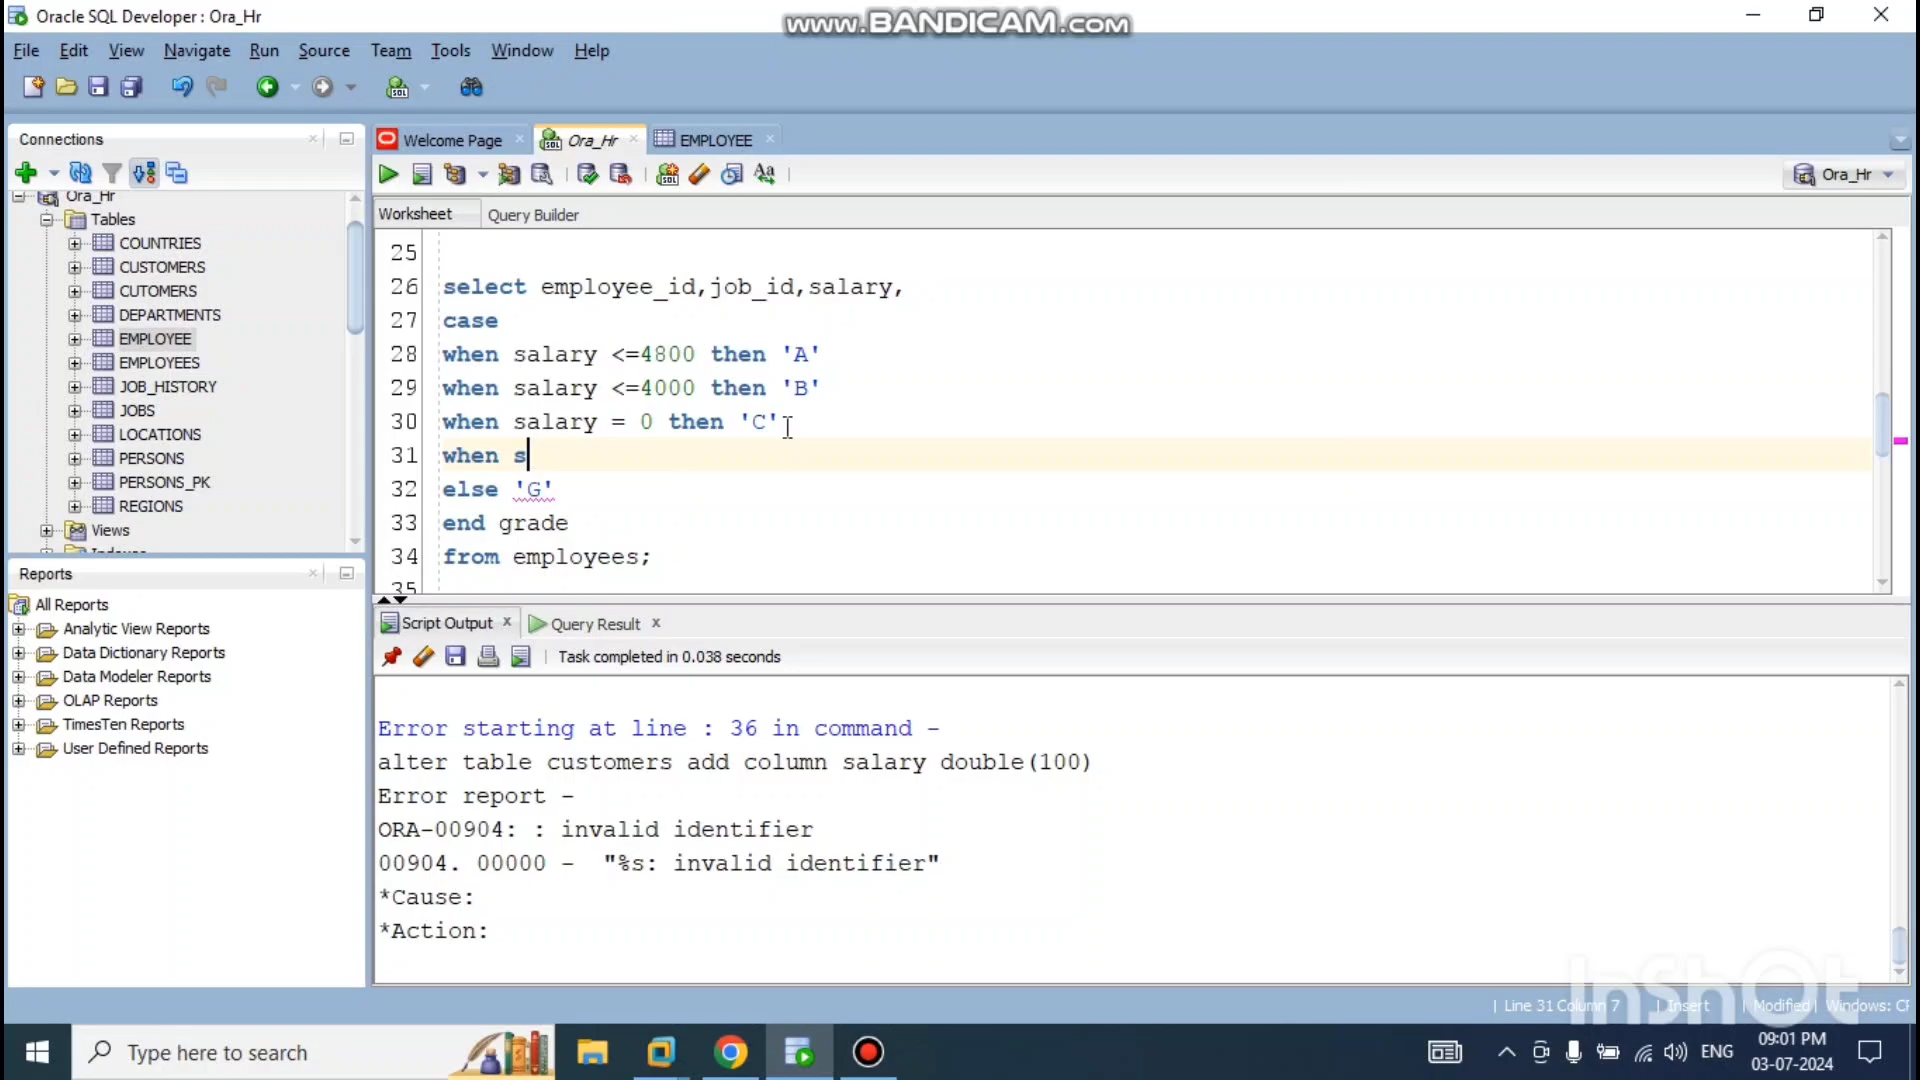 Oracle SQL Developer : Ora_Hr
www.BANDICAM.com
File Edit View Navigate Run Source Team Tools Window Help
Connections
Ora_Hr
Tables
COUNTRIES
CUSTOMERS
CUTOMERS
DEPARTMENTS
EMPLOYEE
EMPLOYEES
JOB_HISTORY
JOBS
LOCATIONS
PERSONS
PERSONS_PK
REGIONS
Views
Reports
All Reports
Analytic View Reports
Data Dictionary Reports
Data Modeler Reports
OLAP Reports
TimesTen Reports
User Defined Reports
Welcome Page Ora_Hr EMPLOYEE
Ora_Hr
Worksheet Query Builder
25
26 select employee_id,job_id,salary,
27 case
28 when salary <=4800 then 'A'
29 when salary <=4000 then 'B'
30 when salary = 0 then 'C'
31 when s
32 else 'G'
33 end grade
34 from employees;
35
Script Output Query Result
Task completed in 0.038 seconds
Error starting at line : 36 in command -
alter table customers add column salary double(100)
Error report -
ORA-00904: : invalid identifier
00904. 00000 - "%s: invalid identifier"
*Cause:
*Action:
InShOt
Line 31 Column 7 Insert Modified Windows: CF
Type here to search
ENG
09:01 PM
03-07-2024